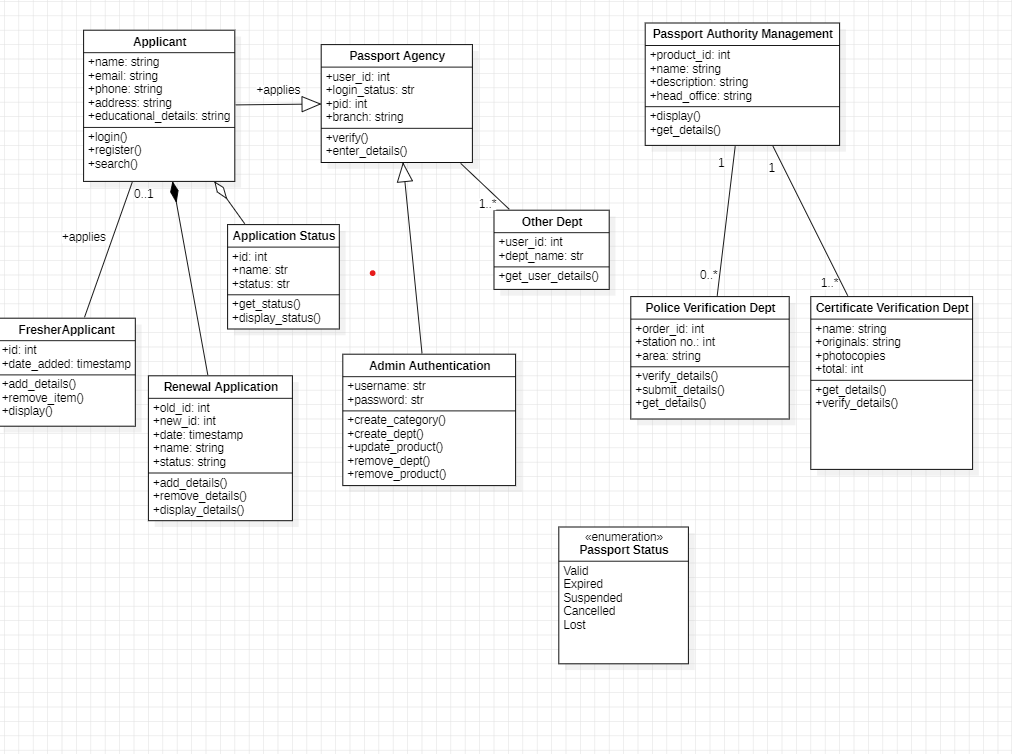 Applicant
+name: string
+email: string
+phone: string
+address: string
+educational_details: string
+login()
+register()
+search()
+applies
Passport Agency
+user_id: int
+login_status: str
+pid: int
+branch: string
+verify()
+enter_details()
Passport Authority Management
+product_id: int
+name: string
+description: string
+head_office: string
+display()
+get_details()
0..1
+applies
1..*
1
1
0..*
1..*
Application Status
+id: int
+name: str
+status: str
+get_status()
+display_status()
Other Dept
+user_id: int
+dept_name: str
+get_user_details()
FresherApplicant
+id: int
+date_added: timestamp
+add_details()
+remove_item()
+display()
Renewal Application
+old_id: int
+new_id: int
+date: timestamp
+name: string
+status: string
+add_details()
+remove_details()
+display_details()
Admin Authentication
+username: str
+password: str
+create_category()
+create_dept()
+update_product()
+remove_dept()
+remove_product()
Police Verification Dept
+order_id: int
+station no.: int
+area: string
+verify_details()
+submit_details()
+get_details()
Certificate Verification Dept
+name: string
+originals: string
+photocopies
+total: int
+get_details()
+verify_details()
«enumeration»
Passport Status
Valid
Expired
Suspended
Cancelled
Lost